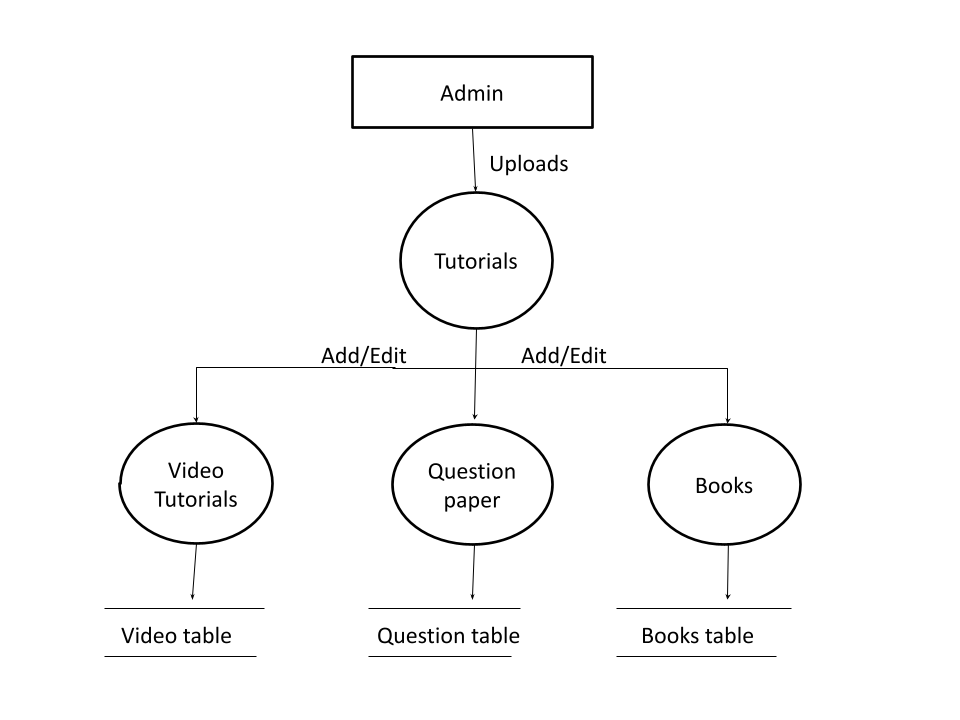 Admin
Uploads
Tutorials
Add/Edit
Add/Edit
Video
Tutorials
Question
paper
Books
Video table
Question table
Books table